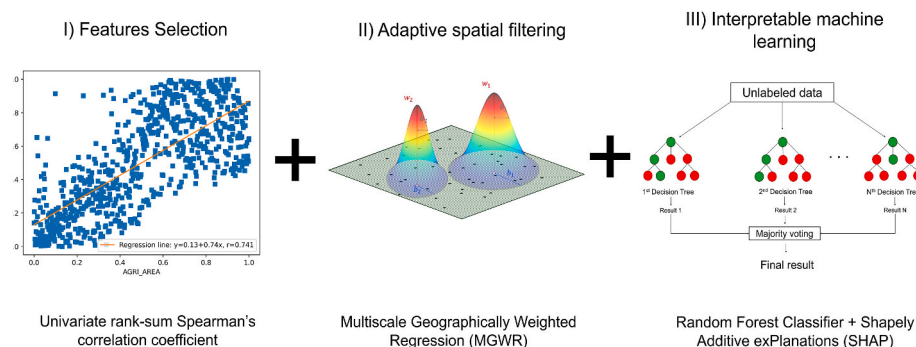 I) Features Selection
.0
.8
.6
.4
.2
.0
0.0 0.2 0.4 0.6 0.8 1.0
Regression line: y=0.13+0.74x, r=0.741
AGRI_AREA
Univariate rank-sum Spearman's
correlation coefficient
+
II) Adaptive spatial filtering
w₂
w₁
b₂
b₁
Multiscale Geographically Weighted
Regression (MGWR)
+
III) Interpretable machine
learning
Unlabeled data
. . .
1st Decision Tree
2nd Decision Tree
Nth Decision Tree
Result 1
Result 2
Result N
Majority voting
Final result
Random Forest Classifier + Shapely
Additive exPlanations (SHAP)